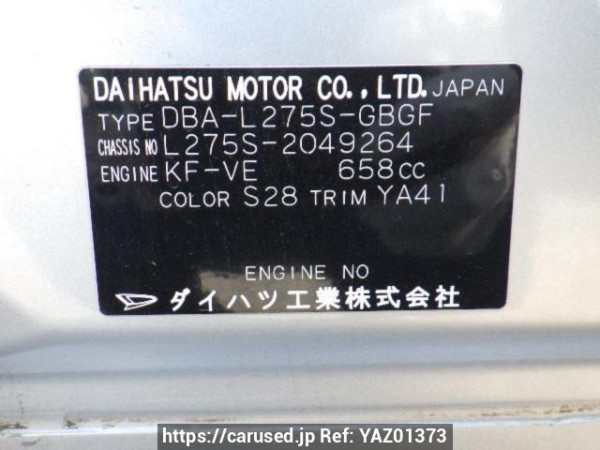 DAIHATSU MOTOR CO., LTD. JAPAN
TYPE DBA-L275S-GBGF
CHASSIS NO L275S-2049264
ENGINE KF-VE 658CC
COLOR S28 TRIM YA41
ENGINE NO
ダイハツ工業株式会社
https://carused.jp Ref: YAZ01373